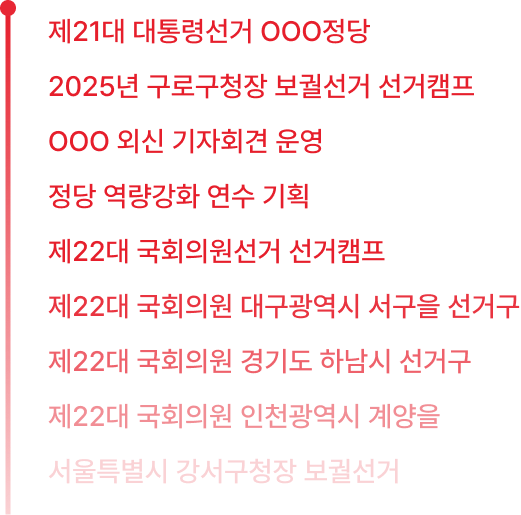 제21대 대통령선거 OOO정당
2025년 구로구청장 보궐선거 선거캠프
OOO 외신 기자회견 운영
정당 역량강화 연수 기획
제22대 국회의원선거 선거캠프
제22대 국회의원 대구광역시 서구을 선거구
제22대 국회의원 경기도 하남시 선거구
제22대 국회의원 인천광역시 계양을
서울특별시 강서구청장 보궐선거